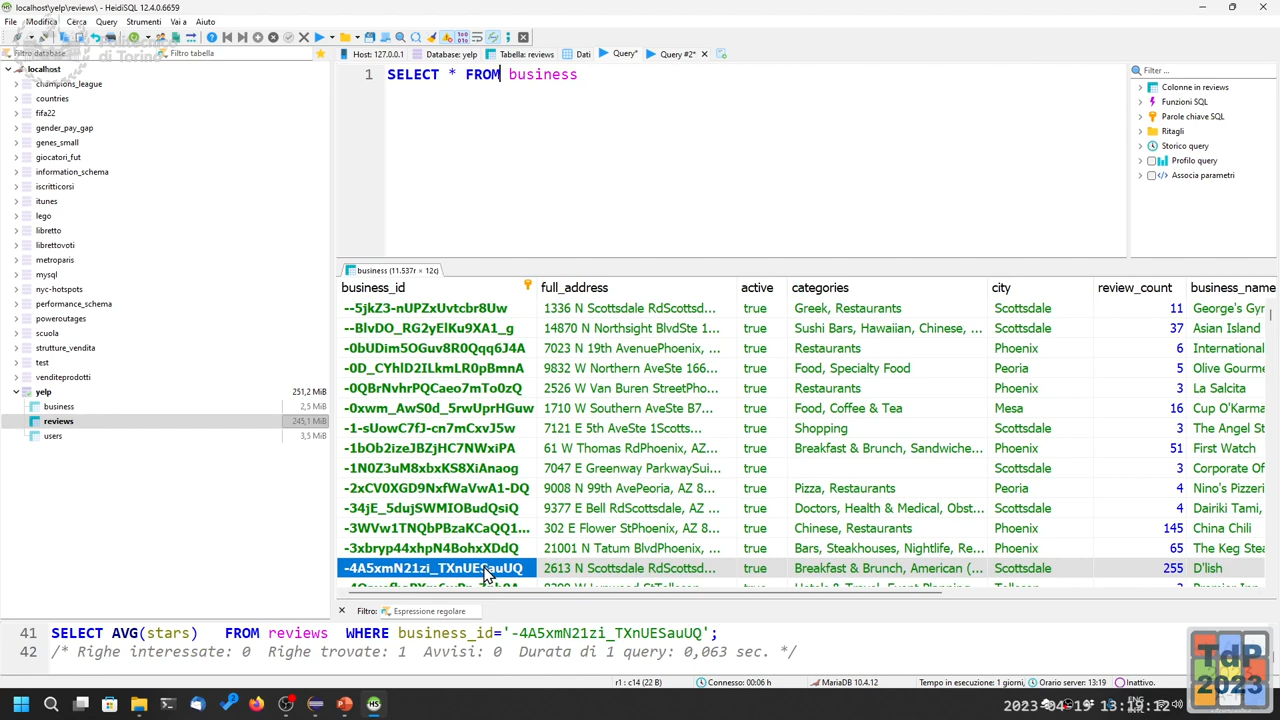 localhost\yelp\reviews\ - HeidiSQL 12.4.0.6659
File Modifica Cerca Query Strumenti Vai a Aiuto
Politecnico
di Torino
Filtro database Filtro tabella
Host: 127.0.0.1 Database: yelp Tabella: reviews Dati Query* Query #2*
localhost
champions_league
countries
fifa22
gender_pay_gap
genes_small
giocatori_fut
information_schema
iscritticorsi
itunes
lego
libretto
librettovoti
metroparis
mysql
nyc-hotspots
performance_schema
poweroutages
scuola
strutture_vendita
test
venditeprodotti
yelp 251,2 MiB
business 2,5 MiB
reviews 245,1 MiB
users 3,5 MiB
1 SELECT * FROM business
Filter ...
Colonne in reviews
Funzioni SQL
Parole chiave SQL
Ritagli
Storico query
Profilo query
Associa parametri
business (11.537r × 12c)
business_id full_address active categories city review_count business_name
--5jkZ3-nUPZxUvtcbr8Uw 1336 N Scottsdale RdScottsd... true Greek, Restaurants Scottsdale 11 George's Gyr
--BlvDO_RG2yElKu9XA1_g 14870 N Northsight BlvdSte 1... true Sushi Bars, Hawaiian, Chinese, ... Scottsdale 37 Asian Island
-0bUDim5OGuv8R0Qqq6J4A 7023 N 19th AvenuePhoenix, ... true Restaurants Phoenix 6 International
-0D_CYhlD2ILkmLR0pBmnA 9832 N Northern AveSte 166... true Food, Specialty Food Peoria 5 Olive Gourme
-0QBrNvhrPQCaeo7mTo0zQ 2526 W Van Buren StreetPho... true Restaurants Phoenix 3 La Salcita
-0xwm_AwS0d_5rwUprHGuw 1710 W Southern AveSte B7... true Food, Coffee & Tea Mesa 16 Cup O'Karma
-1-sUowC7fJ-cn7mCxvJ5w 7121 E 5th AveSte 1Scotts... true Shopping Scottsdale 3 The Angel St
-1bOb2izeJBZjHC7NWxiPA 61 W Thomas RdPhoenix, AZ... true Breakfast & Brunch, Sandwiche... Phoenix 51 First Watch
-1N0Z3uM8xbxKS8XiAnaog 7047 E Greenway ParkwaySui... true Scottsdale 3 Corporate Of
-2xCV0XGD9NxfWaVwA1-DQ 9008 N 99th AvePeoria, AZ 8... true Pizza, Restaurants Peoria 4 Nino's Pizzeri
-34jE_5dujSWMIOBudQsiQ 9377 E Bell RdScottsdale, A... true Doctors, Health & Medical, Obst... Scottsdale 4 Dairiki Tami,
-3WVw1TNQbPBzaKCaQQ1... 302 E Flower StPhoenix, AZ ... true Chinese, Restaurants Phoenix 145 China Chili
-3xbryp44xhpN4BohxXDdQ 21001 N Tatum BlvdPhoenix, ... true Bars, Steakhouses, Nightlife, Re... Phoenix 65 The Keg Stea
-4A5xmN21zi_TXnUESauUQ 2613 N Scottsdale RdScottsd... true Breakfast & Brunch, American (... Scottsdale 255 D'lish
Filtro: Espressione regolare
41 SELECT AVG(stars) FROM reviews WHERE business_id='-4A5xmN21zi_TXnUESauUQ';
42 /* Righe interessate: 0 Righe trovate: 1 Avvisi: 0 Durata di 1 query: 0,063 sec. */
r1 : c14 (22 B) Connesso: 00:06 h MariaDB 10.4.12 Tempo in esecuzione: 1 giorni, Orario server: 13:19 Inattivo.
TdP
2023
ENG